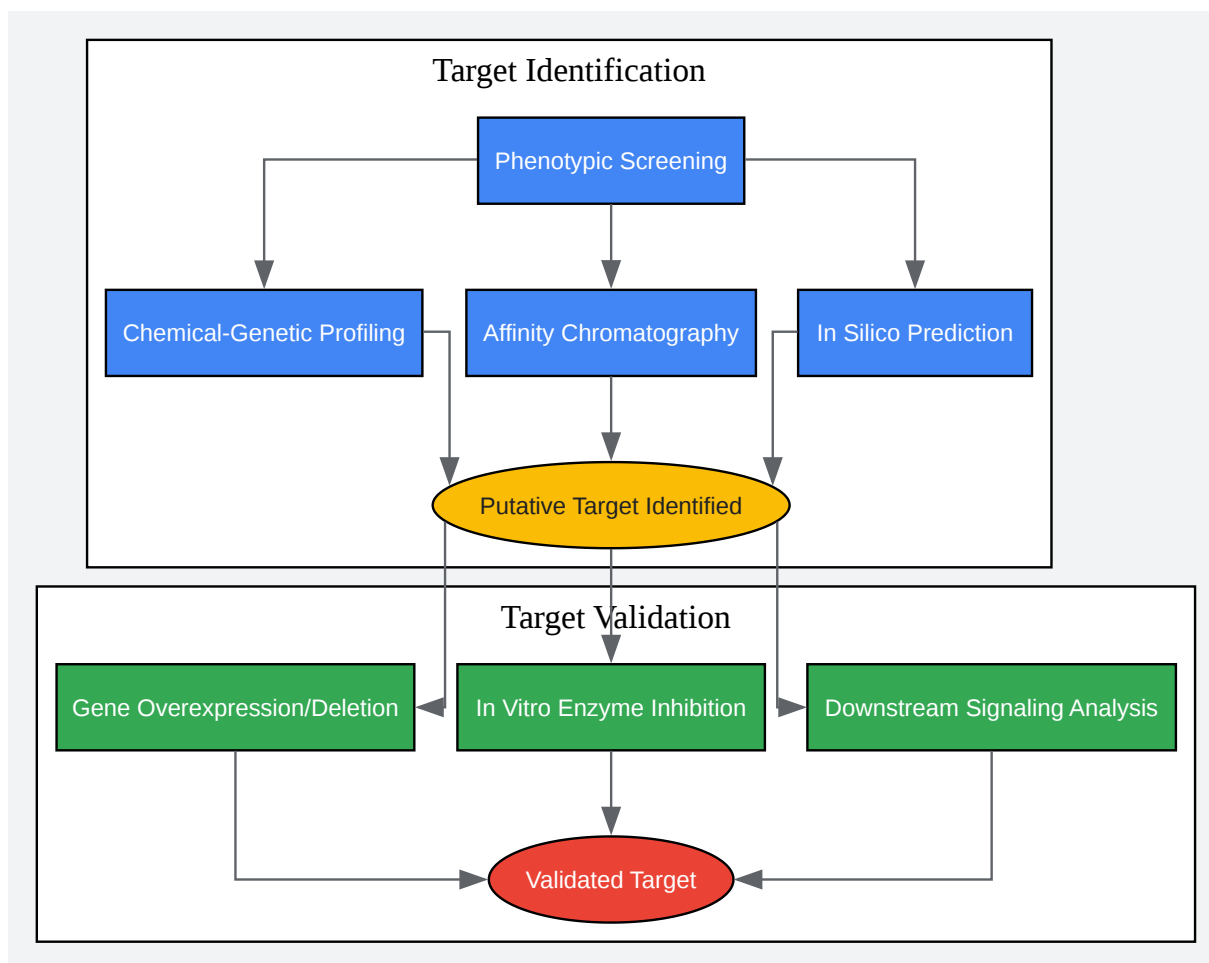 Target Identification
Phenotypic Screening
Chemical-Genetic Profiling
Affinity Chromatography
In Silico Prediction
Putative Target Identified
Target Validation
Gene Overexpression/Deletion
In Vitro Enzyme Inhibition
Downstream Signaling Analysis
Validated Target